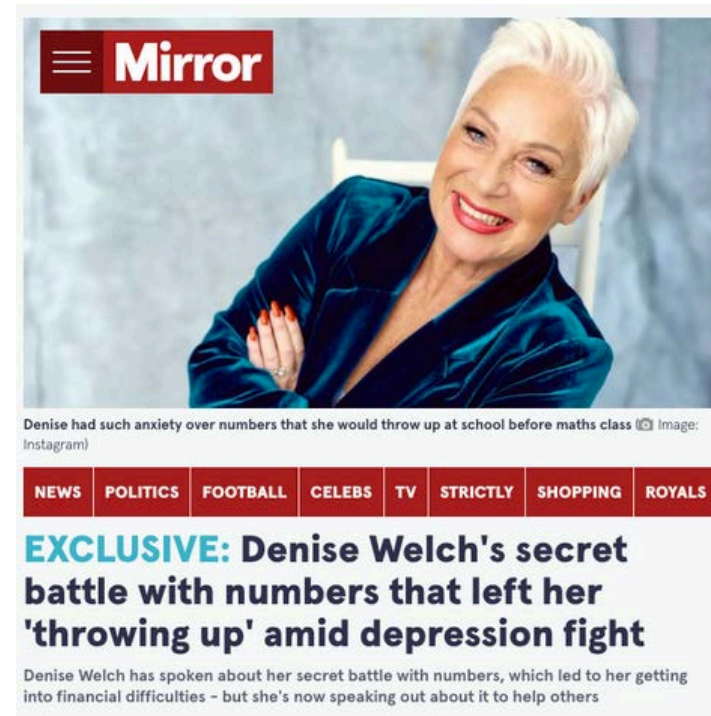 Mirror
Denise had such anxiety over numbers that she would throw up at school before maths class (Image:
Instagram)
NEWS POLITICS FOOTBALL CELEBS TV STRICTLY SHOPPING ROYALS
EXCLUSIVE: Denise Welch's secret
battle with numbers that left her
'throwing up' amid depression fight
Denise Welch has spoken about her secret battle with numbers, which led to her getting
into financial difficulties - but she's now speaking out about it to help others